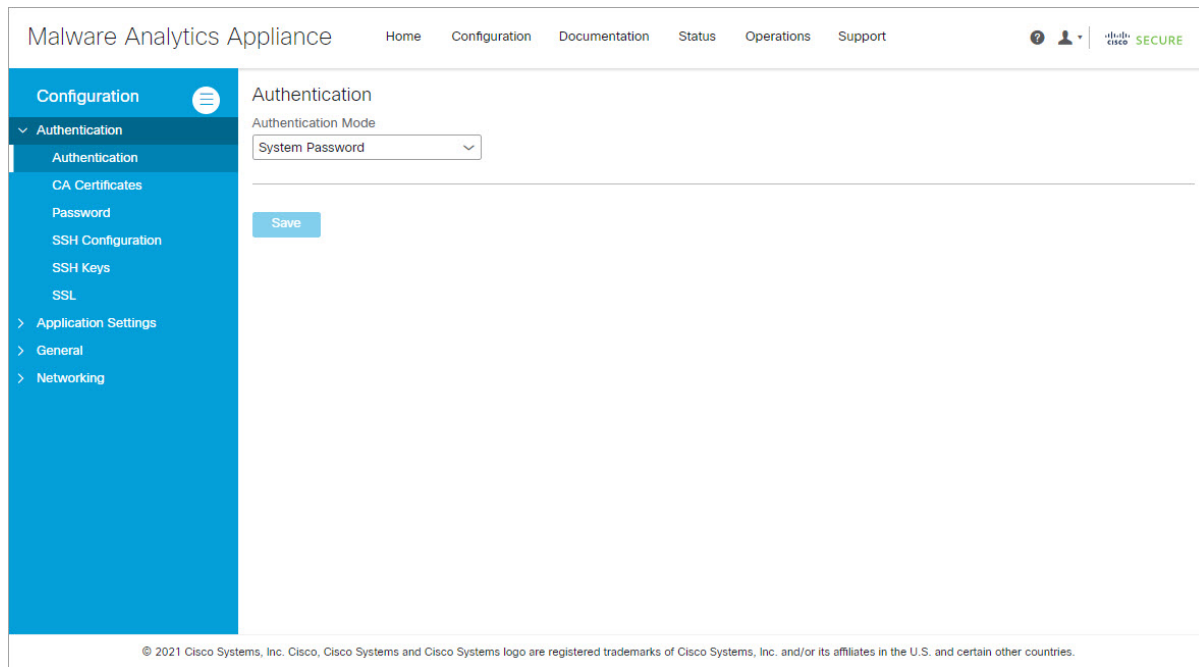 Malware Analytics Appliance
Home Configuration Documentation Status Operations Support
cisco SECURE
Configuration
Authentication
Authentication
CA Certificates
Password
SSH Configuration
SSH Keys
SSL
Application Settings
General
Networking
Authentication
Authentication Mode
System Password
Save
© 2021 Cisco Systems, Inc. Cisco, Cisco Systems and Cisco Systems logo are registered trademarks of Cisco Systems, Inc. and/or its affiliates in the U.S. and certain other countries.